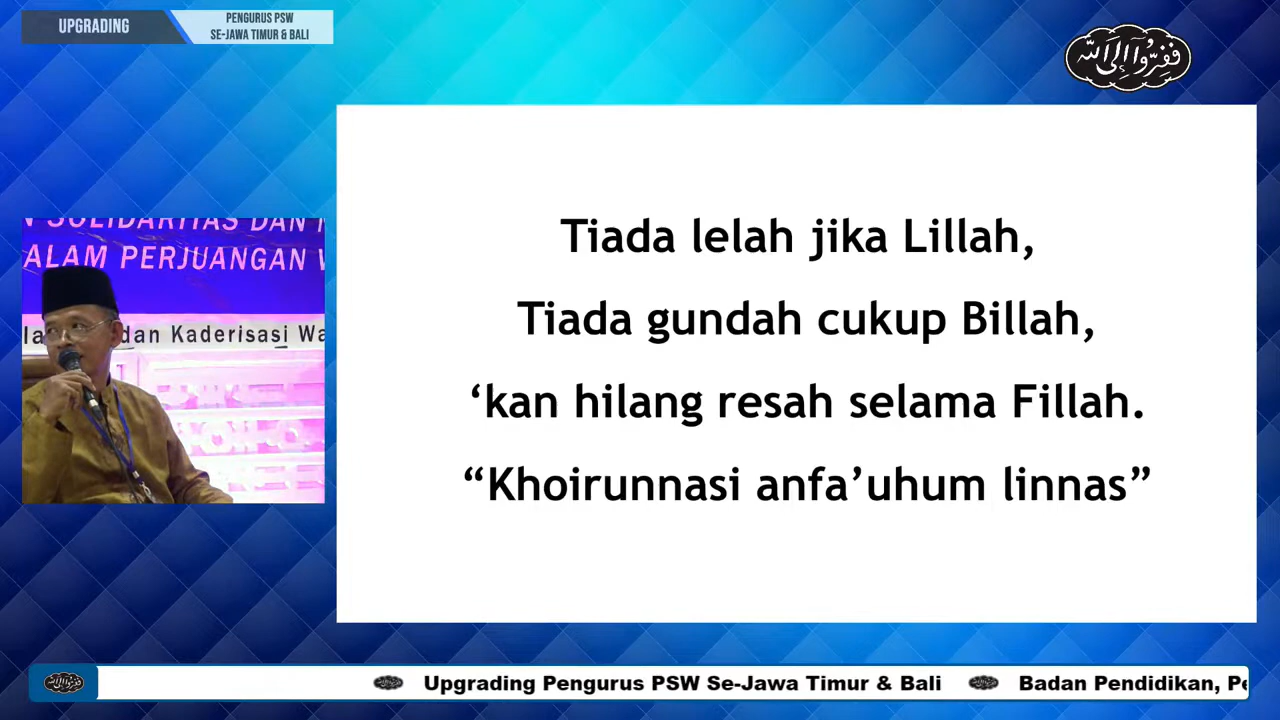 UPGRADING
PENGURUS PSW
SE-JAWA TIMUR & BALI
فَفِرُّوْٓا اِلَى اللّٰه
SOLIDARITAS DAN
ALAM PERJUANGAN
dan Kaderisasi
Tiada lelah jika Lillah,
Tiada gundah cukup Billah,
‘kan hilang resah selama Fillah.
“Khoirunnasi anfa’uhum linnas”
Upgrading Pengurus PSW Se-Jawa Timur & Bali
Badan Pendidikan,